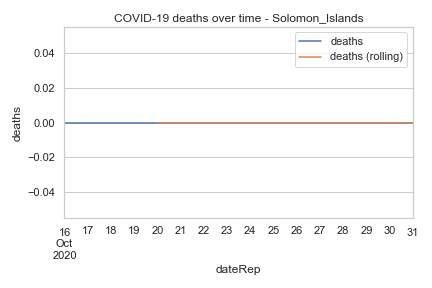 COVID-19 deaths over time - Solomon_Islands
deaths
deaths (rolling)
0.04
0.02
0.00
−0.02
−0.04
deaths
16 17 18 19 20 21 22 23 24 25 26 27 28 29 30 31
Oct
2020
dateRep